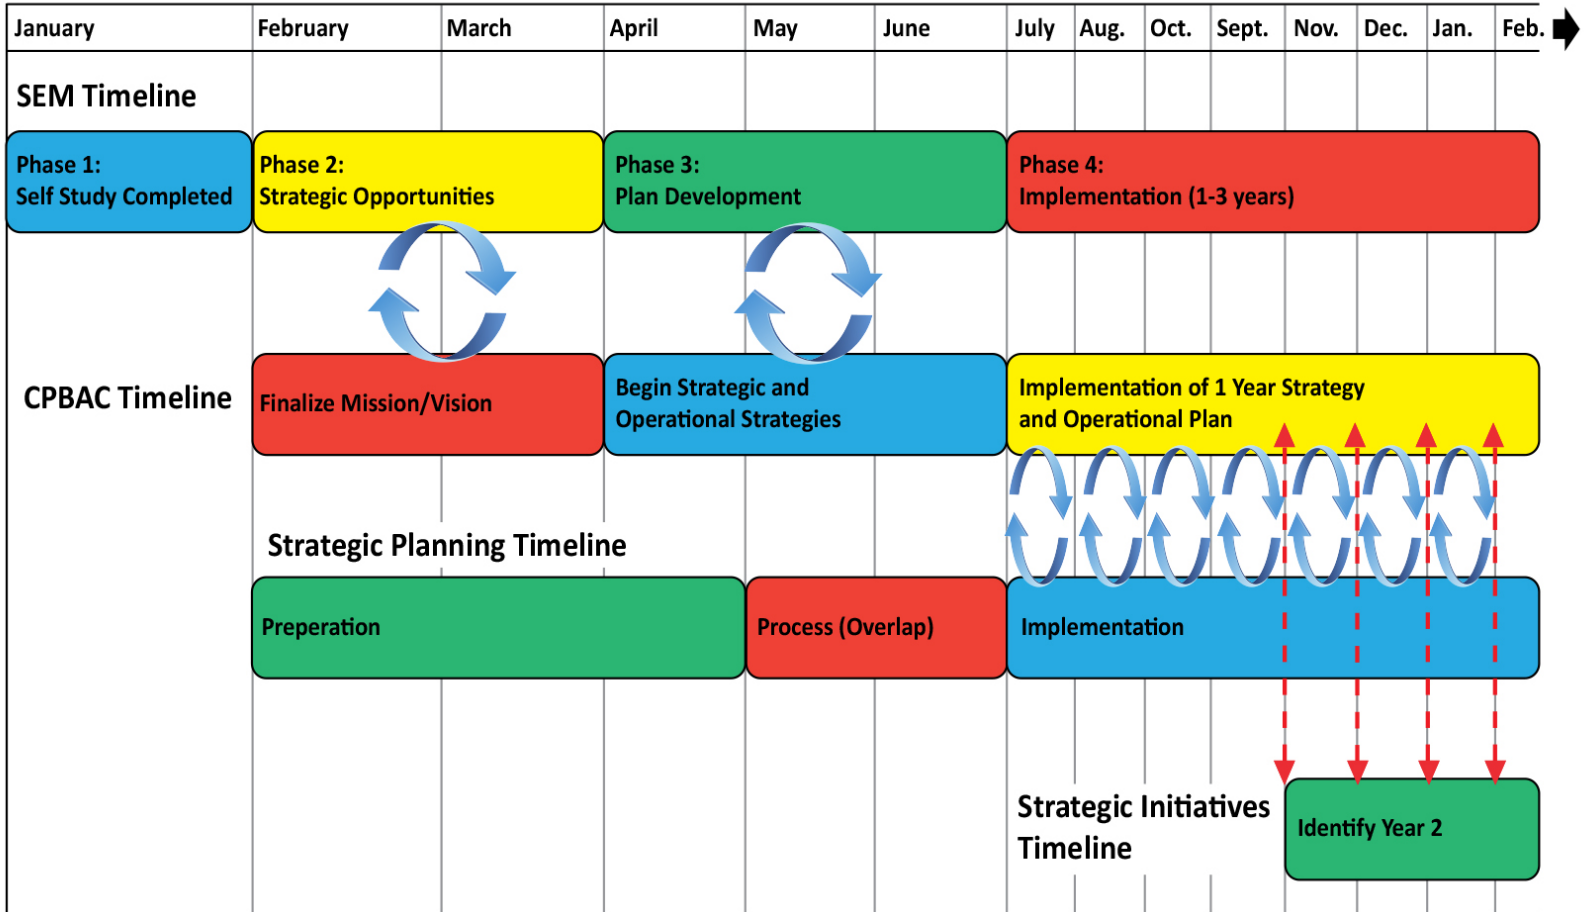 January February March April May June July Aug. Oct. Sept. Nov. Dec. Jan. Feb.
SEM Timeline
Phase 1:
Self Study Completed
Phase 2:
Strategic Opportunities
Phase 3:
Plan Development
Phase 4:
Implementation (1-3 years)
CPBAC Timeline
Finalize Mission/Vision
Begin Strategic and
Operational Strategies
Implementation of 1 Year Strategy
and Operational Plan
Strategic Planning Timeline
Preperation
Process (Overlap)
Implementation
Strategic Initiatives
Timeline
Identify Year 2